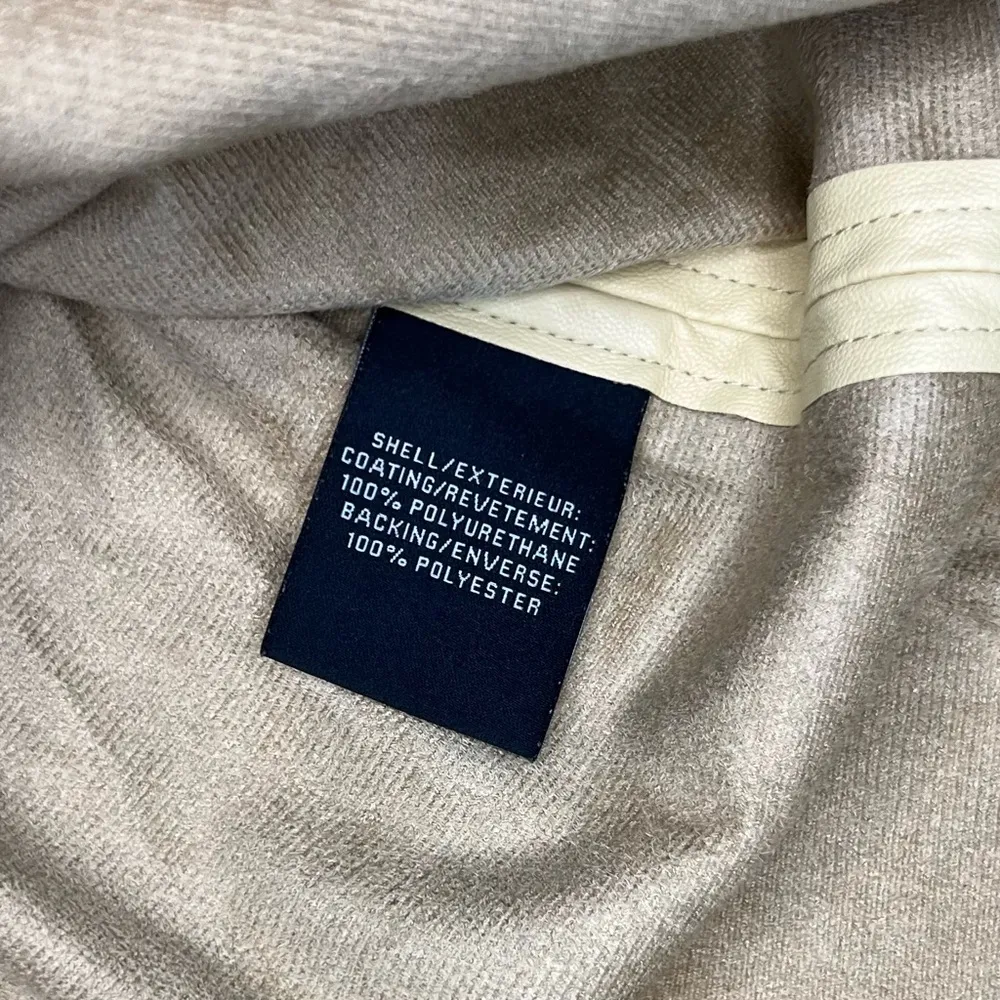 SHELL/EXTERIEUR:
COATING/REVETEMENT:
100% POLYURETHANE
BACKING/ENVERSE:
100% POLYESTER